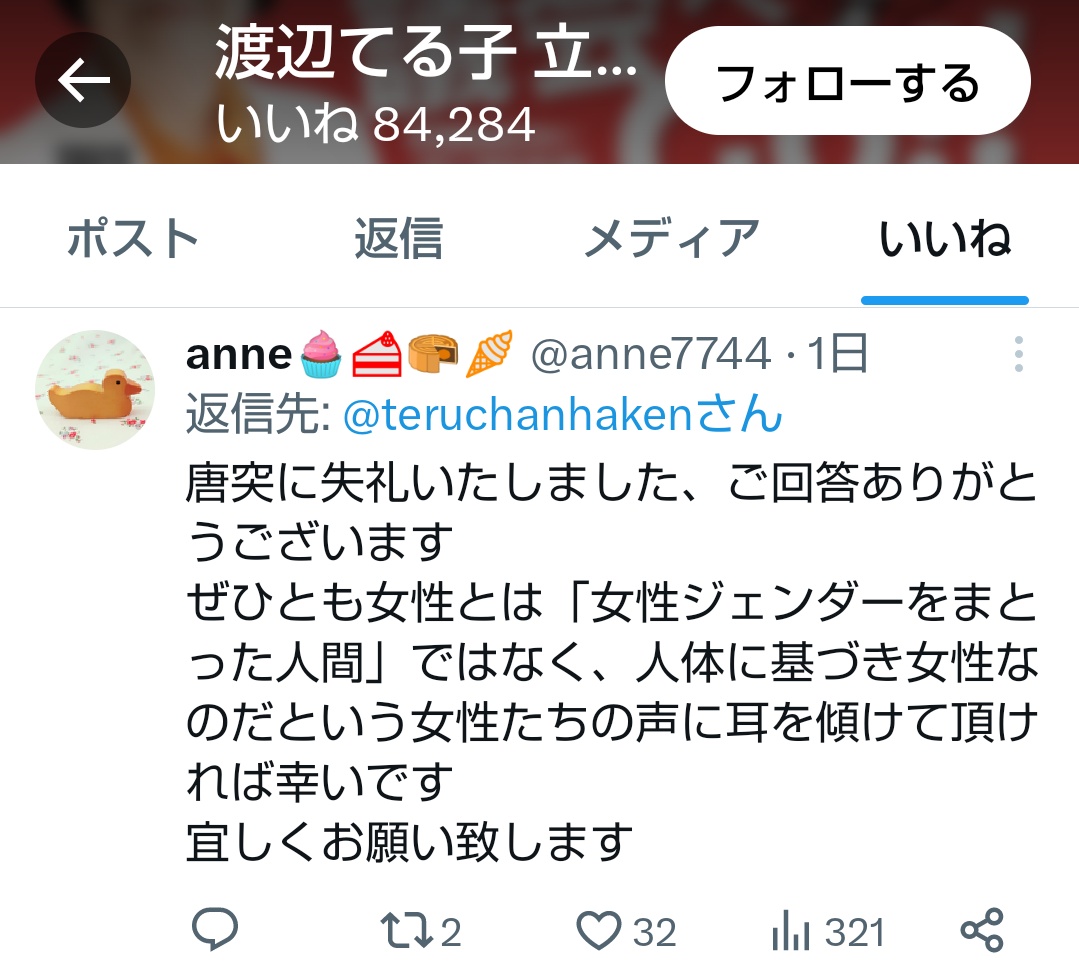 渡辺てる子 立...
いいね 84,284
フォローする
ポスト
返信
メディア
いいね
anne🧁🍰🥮🍦 @anne7744 · 1日
返信先: @teruchanhakenさん
唐突に失礼いたしました、ご回答ありがと
うございます
ぜひとも女性とは「女性ジェンダーをまと
った人間」ではなく、人体に基づき女性な
のだという女性たちの声に耳を傾けて頂け
れば幸いです
宜しくお願い致します
2
32
321